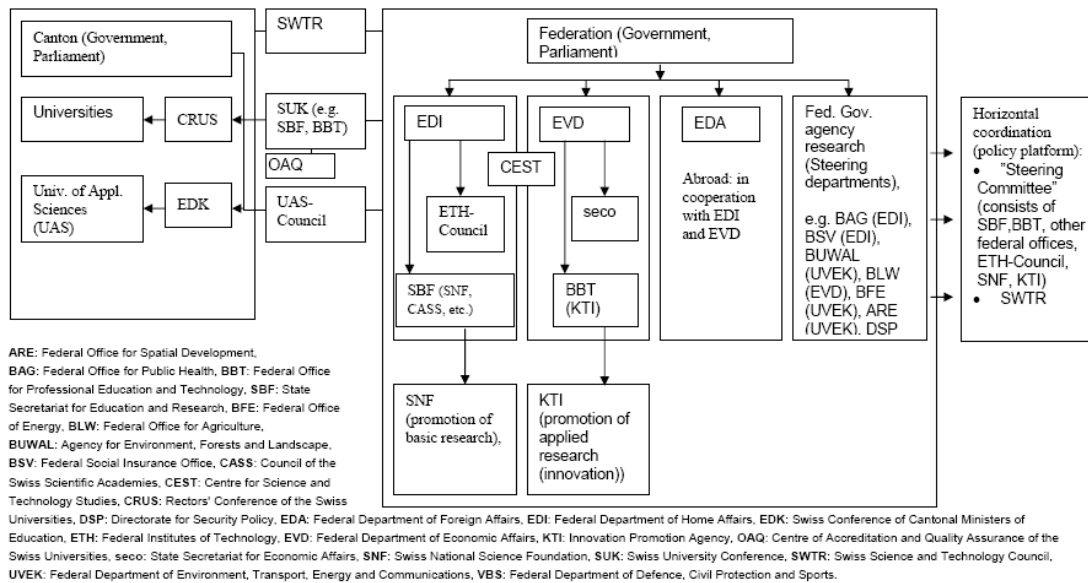 Canton (Government,
Parliament)
SWTR
Federation (Government,
Parliament)
Universities
CRUS
SUK (e.g.
SBF, BBT)
OAQ
Univ. of Appl.
Sciences
(UAS)
EDK
UAS-
Council
EDI
EVD
EDA
CEST
ETH-
Council
seco
Abroad: in
cooperation
with EDI
and EVD
SBF (SNF,
CASS, etc.)
BBT
(KTI)
Fed. Gov.
agency
research
(Steering
departments),
e.g. BAG (EDI),
BSV (EDI),
BUWAL
(UVEK), BLW
(EVD), BFE
(UVEK), ARE
(UVEK), DSP
Horizontal
coordination
(policy platform):
• "Steering
Committee"
(consists of
SBF,BBT, other
federal offices,
ETH-Council,
SNF, KTI)
• SWTR
SNF
(promotion of
basic research),
KTI
(promotion of
applied
research
(innovation))
ARE: Federal Office for Spatial Development,
BAG: Federal Office for Public Health, BBT: Federal Office
for Professional Education and Technology, SBF: State
Secretariat for Education and Research, BFE: Federal Office
of Energy, BLW: Federal Office for Agriculture,
BUWAL: Agency for Environment, Forests and Landscape,
BSV: Federal Social Insurance Office, CASS: Council of the
Swiss Scientific Academies, CEST: Centre for Science and
Technology Studies, CRUS: Rectors' Conference of the Swiss
Universities, DSP: Directorate for Security Policy, EDA: Federal Department of Foreign Affairs, EDI: Federal Department of Home Affairs, EDK: Swiss Conference of Cantonal Ministers of
Education, ETH: Federal Institutes of Technology, EVD: Federal Department of Economic Affairs, KTI: Innovation Promotion Agency, OAQ: Centre of Accreditation and Quality Assurance of the
Swiss Universities, seco: State Secretariat for Economic Affairs, SNF: Swiss National Science Foundation, SUK: Swiss University Conference, SWTR: Swiss Science and Technology Council,
UVEK: Federal Department of Environment, Transport, Energy and Communications, VBS: Federal Department of Defence, Civil Protection and Sports.